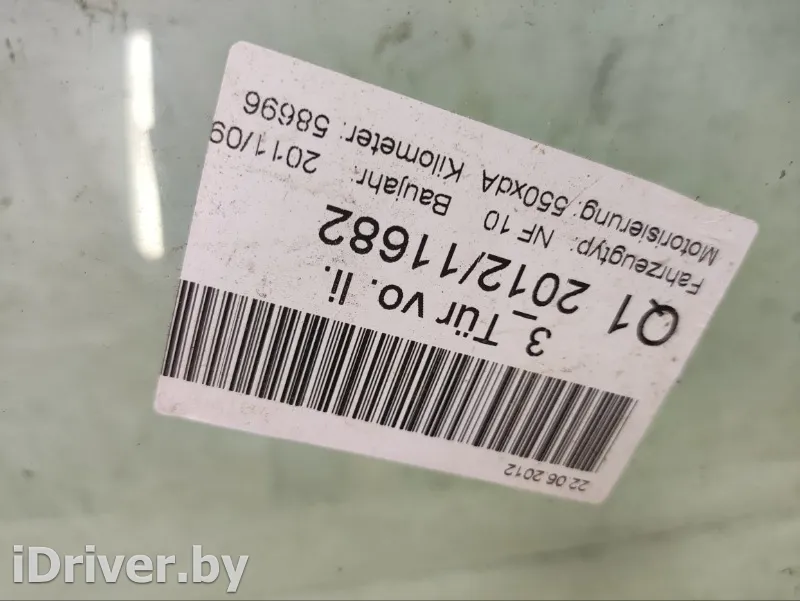 22.06.2012
3_Tür vo. li.
Q1 2012/11682
Fahrzeugtyp: NF 10 Baujahr: 2011/09
Motorisierung: 550xdA Kilometer: 58696
iDriver.by